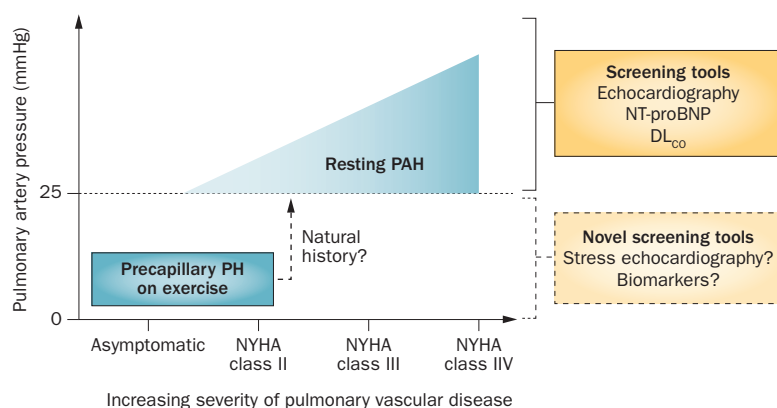 Pulmonary artery pressure (mmHg)
25
0
Resting PAH
Natural
history?
Precapillary PH
on exercise
Asymptomatic
NYHA
class II
NYHA
class III
NYHA
class IIV
Increasing severity of pulmonary vascular disease
Screening tools
Echocardiography
NT-proBNP
DLCO
Novel screening tools
Stress echocardiography?
Biomarkers?